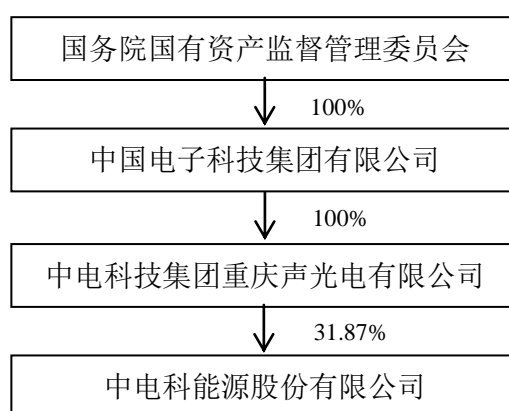 国务院国有资产监督管理委员会
100%
中国电子科技集团有限公司
100%
中电科技集团重庆声光电有限公司
31.87%
中电科能源股份有限公司